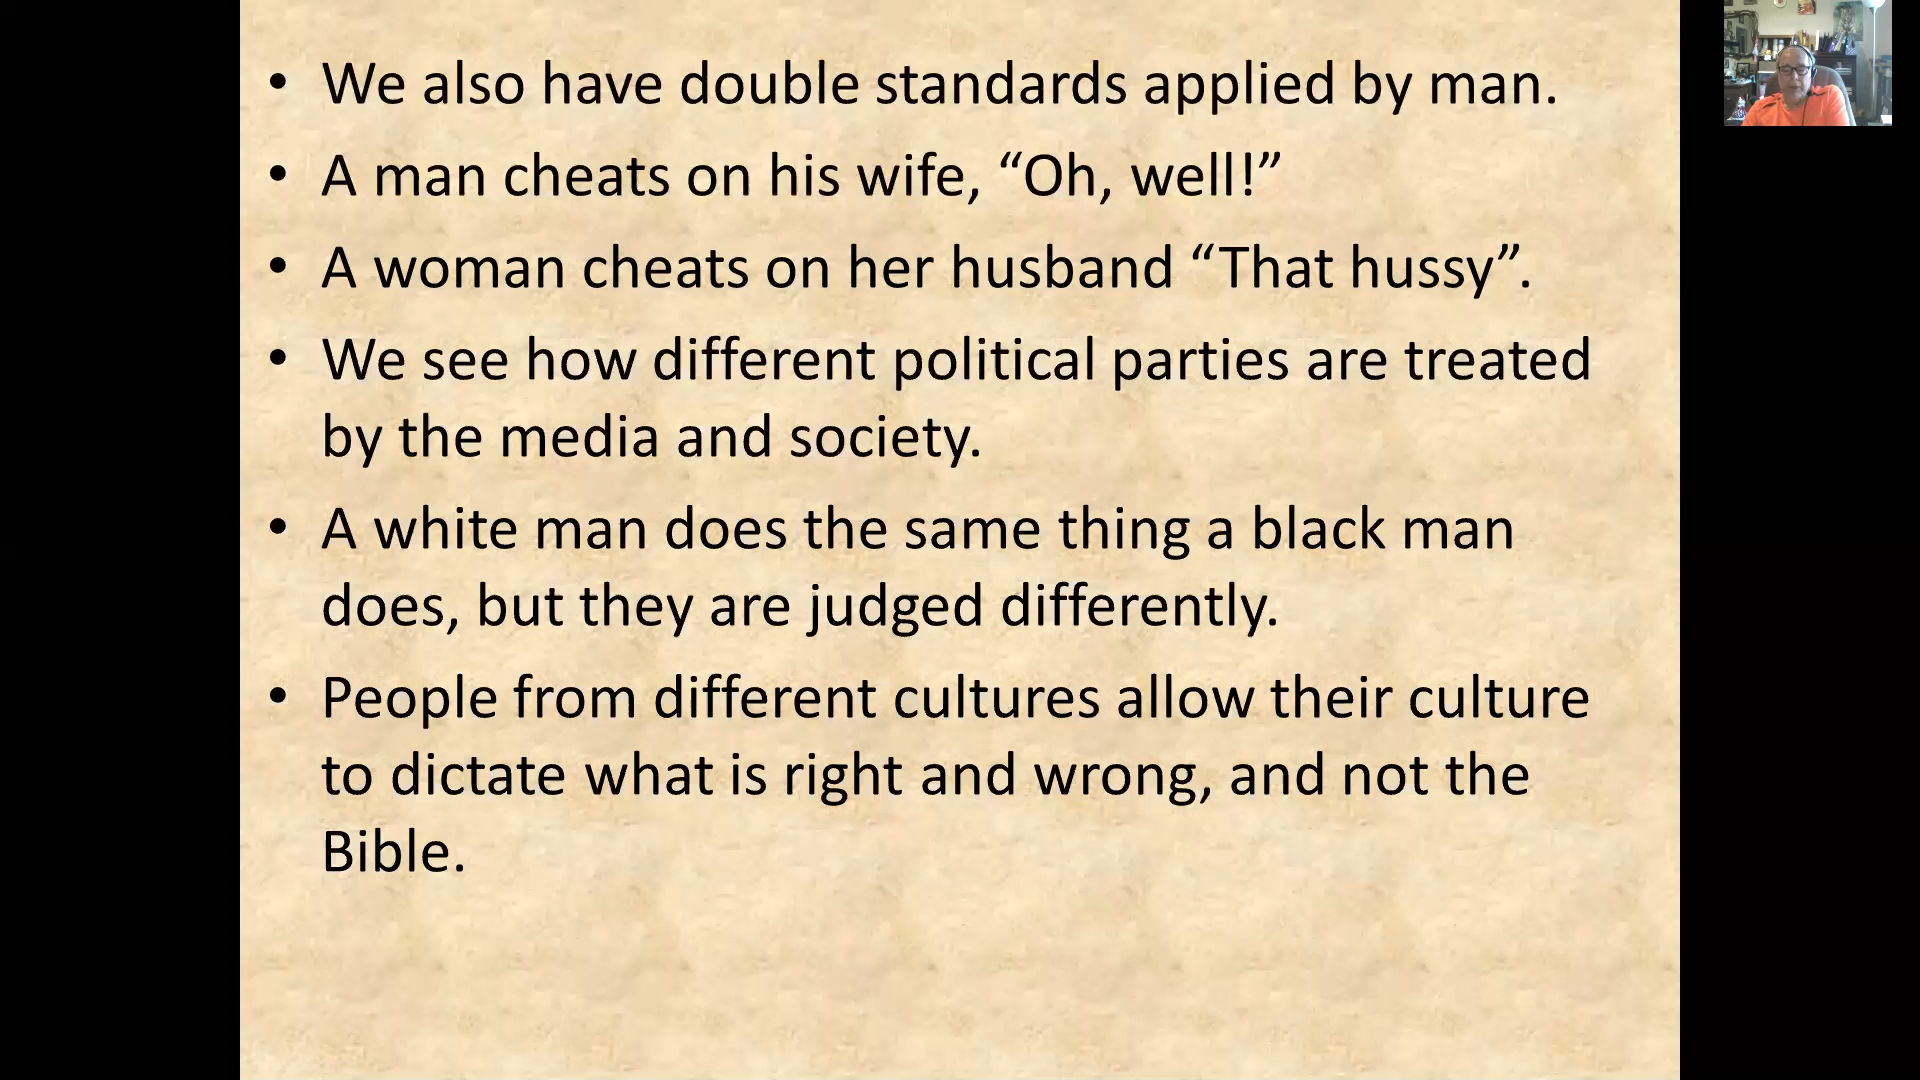 • We also have double standards applied by man.
• A man cheats on his wife, “Oh, well!”
• A woman cheats on her husband “That hussy”.
• We see how different political parties are treated
by the media and society.
• A white man does the same thing a black man
does, but they are judged differently.
• People from different cultures allow their culture
to dictate what is right and wrong, and not the
Bible.